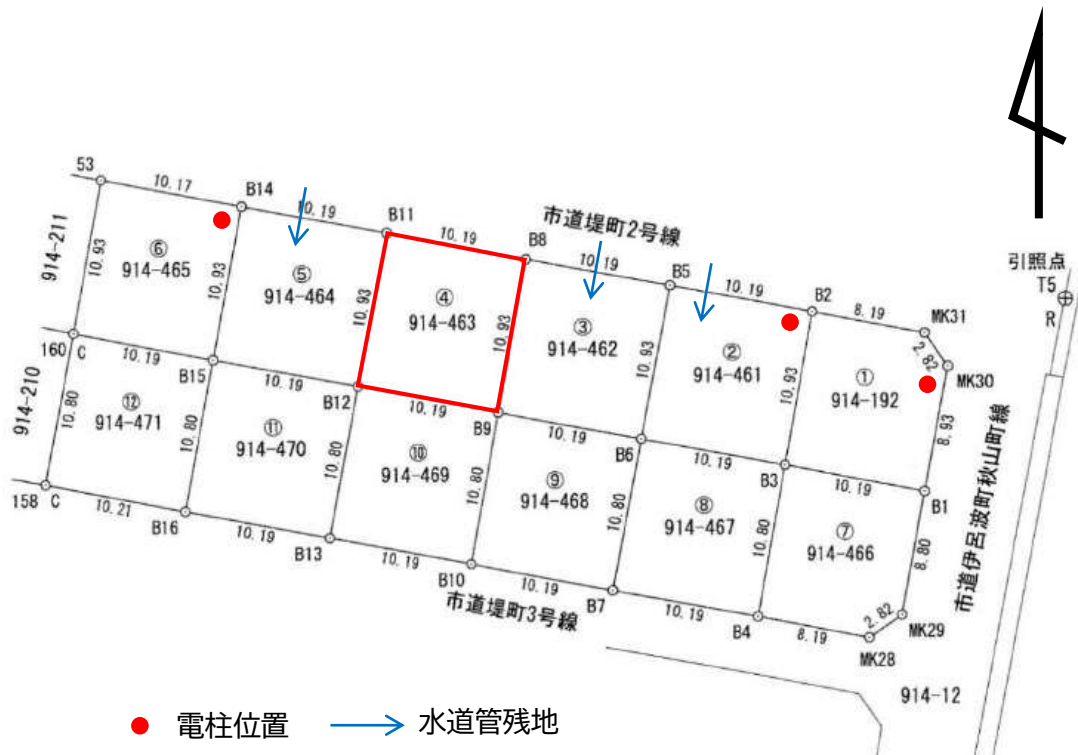 53
10.17
B14
10.19
B11
10.19
B8
市道堤町2号線
10.19
B5
10.19
B2
8.19
MK31
2.82
MK30
引照点
T5
R
914-211
10.93
⑥
914-465
10.93
⑤
914-464
10.93
④
914-463
10.93
③
914-462
10.93
②
914-461
10.93
①
914-192
8.93
市道伊呂波町秋山町線
160 C
10.19
B15
10.19
B12
10.19
B9
10.19
B6
10.19
B3
10.19
B1
914-210
10.80
⑫
914-471
10.80
⑪
914-470
10.80
⑩
914-469
10.80
⑨
914-468
10.80
⑧
914-467
10.80
⑦
914-466
8.80
158 C
10.21
B16
10.19
B13
10.19
B10
10.19
B7
10.19
B4
8.19
MK28
2.82
MK29
市道堤町3号線
914-12
電柱位置
水道管残地